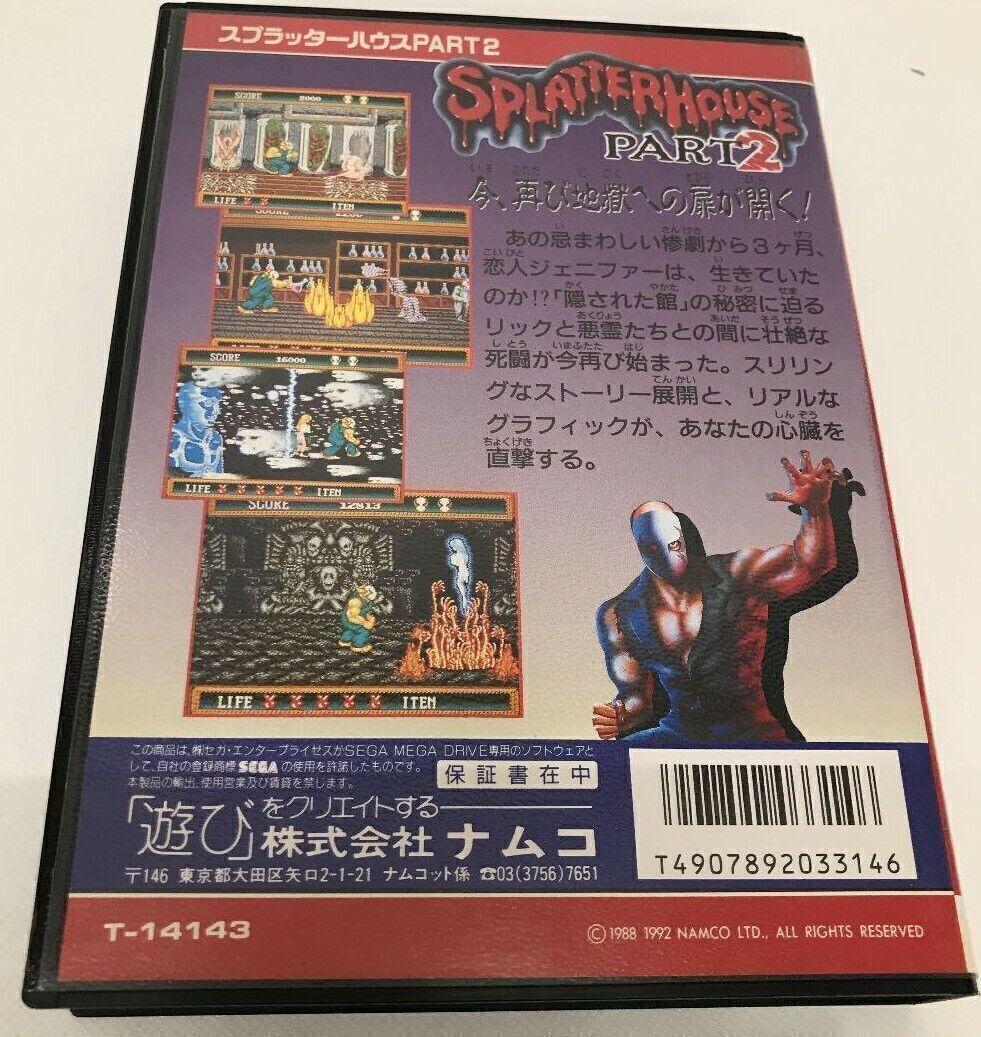 スプラッターハウスPART2
SPLATTERHOUSE
PART2
今、再び地獄への扉が開く!
あの忌まわしい惨劇から3ヶ月、
恋人ジェニファーは、生きていた
のか!?「隠された館」の秘密に迫る
リックと悪霊たちとの間に壮絶な
死闘が今再び始まった。スリリン
グなストーリー展開と、リアルな
グラフィックが、あなたの心臓を
直撃する。
SCORE 2000
LIFE ITEM
SCORE
SCORE 16000
LIFE ITEM
SCORE 12813
LIFE ITEM
この商品は、㈱セガ・エンタープライゼスがSEGA MEGA DRIVE専用のソフトウェアと
して、自社の登録商標SEGAの使用を許諾したものです。
本製品の輸出、使用営業及び賃貸を禁じます。
保証書在中
「遊び」をクリエイトする
株式会社ナムコ
〒146 東京都大田区矢口2-1-21 ナムコット係 ☎03(3756)7651
T4907892033146
T-14143
©1988 1992 NAMCO LTD., ALL RIGHTS RESERVED